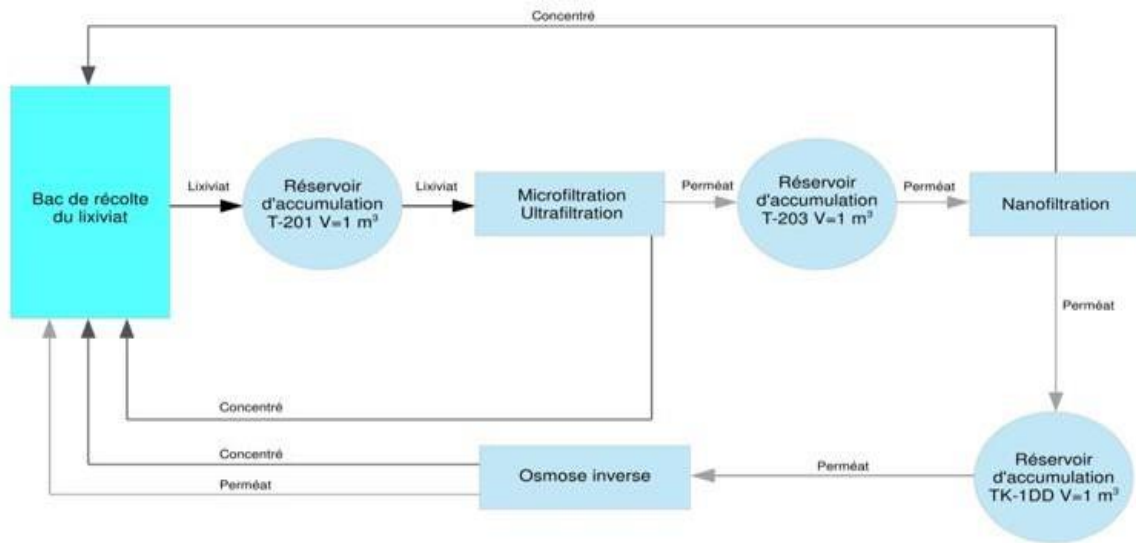 Concentré
Bac de récolte
du lixiviat
Lixiviat
Réservoir
d'accumulation
T-201 V=1 m³
Lixiviat
Microfiltration
Ultrafiltration
Perméat
Réservoir
d'accumulation
T-203 V=1 m³
Perméat
Nanofiltration
Perméat
Concentré
Concentré
Perméat
Osmose inverse
Perméat
Réservoir
d'accumulation
TK-1DD V=1 m³